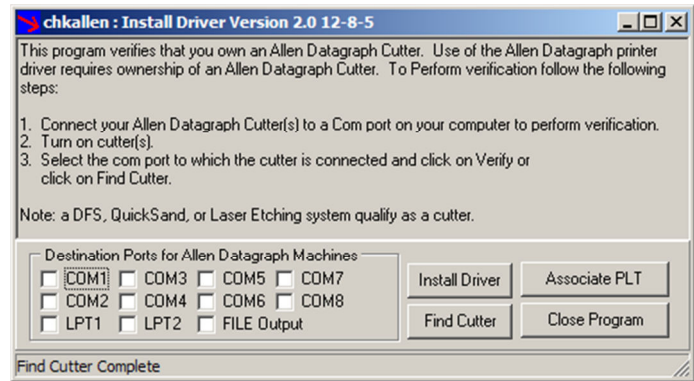 chkallen : Install Driver Version 2.0 12-8-5
This program verifies that you own an Allen Datagraph Cutter. Use of the Allen Datagraph printer
driver requires ownership of an Allen Datagraph Cutter. To Perform verification follow the following
steps:
1. Connect your Allen Datagraph Cutter(s) to a Com port on your computer to perform verification.
2. Turn on cutter(s).
3. Select the com port to which the cutter is connected and click on Verify or
click on Find Cutter.
Note: a DFS, QuickSand, or Laser Etching system qualify as a cutter.
Destination Ports for Allen Datagraph Machines
COM1 COM3 COM5 COM7
COM2 COM4 COM6 COM8
LPT1 LPT2 FILE Output
Install Driver Associate PLT
Find Cutter Close Program
Find Cutter Complete